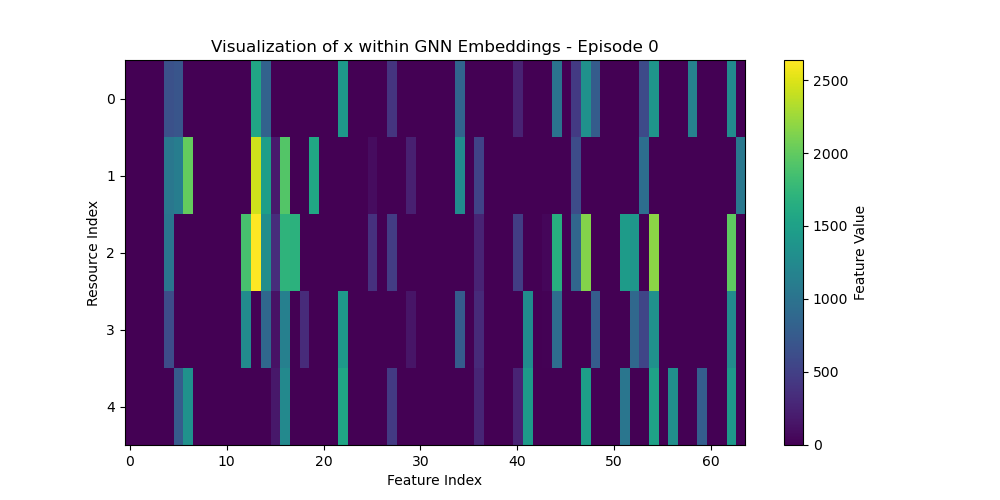 Visualization of x within GNN Embeddings - Episode 0
Resource Index
0
1
2
3
4
0 10 20 30 40 50 60
Feature Index
2500
2000
1500
1000
500
0
Feature Value